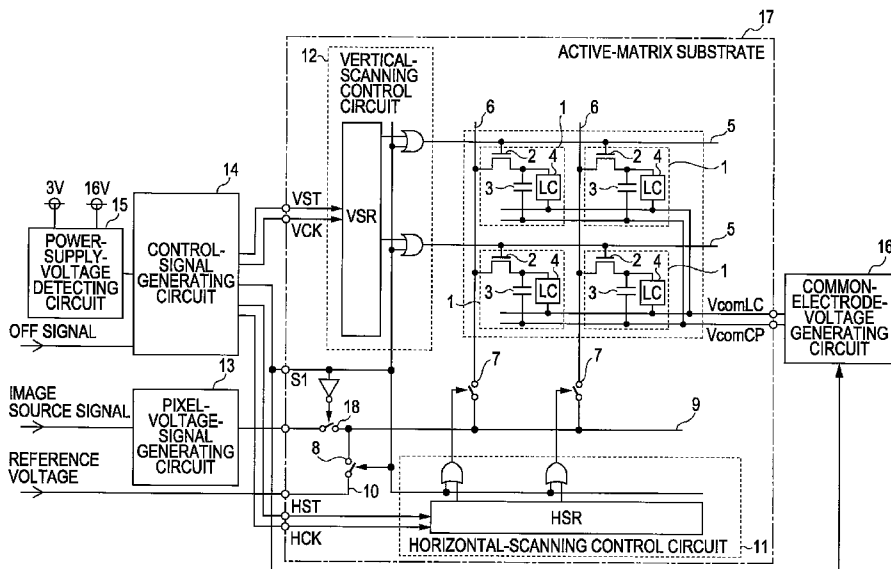 17
ACTIVE-MATRIX SUBSTRATE
12
VERTICAL-
SCANNING
CONTROL
CIRCUIT
VSR
6
6
1
5
2
4
3
LC
2
4
3
LC
1
5
2
4
3
LC
1
2
4
3
LC
1
3V
16V
15
POWER-
SUPPLY-
VOLTAGE
DETECTING
CIRCUIT
14
CONTROL-
SIGNAL
GENERATING
CIRCUIT
VST
VCK
OFF SIGNAL
16
COMMON-
ELECTRODE-
VOLTAGE
GENERATING
CIRCUIT
VcomLC
VcomCP
S1
13
IMAGE
SOURCE SIGNAL
PIXEL-
VOLTAGE-
SIGNAL
GENERATING
CIRCUIT
18
7
7
9
REFERENCE
VOLTAGE
8
10
HST
HCK
HSR
HORIZONTAL-SCANNING CONTROL CIRCUIT
11